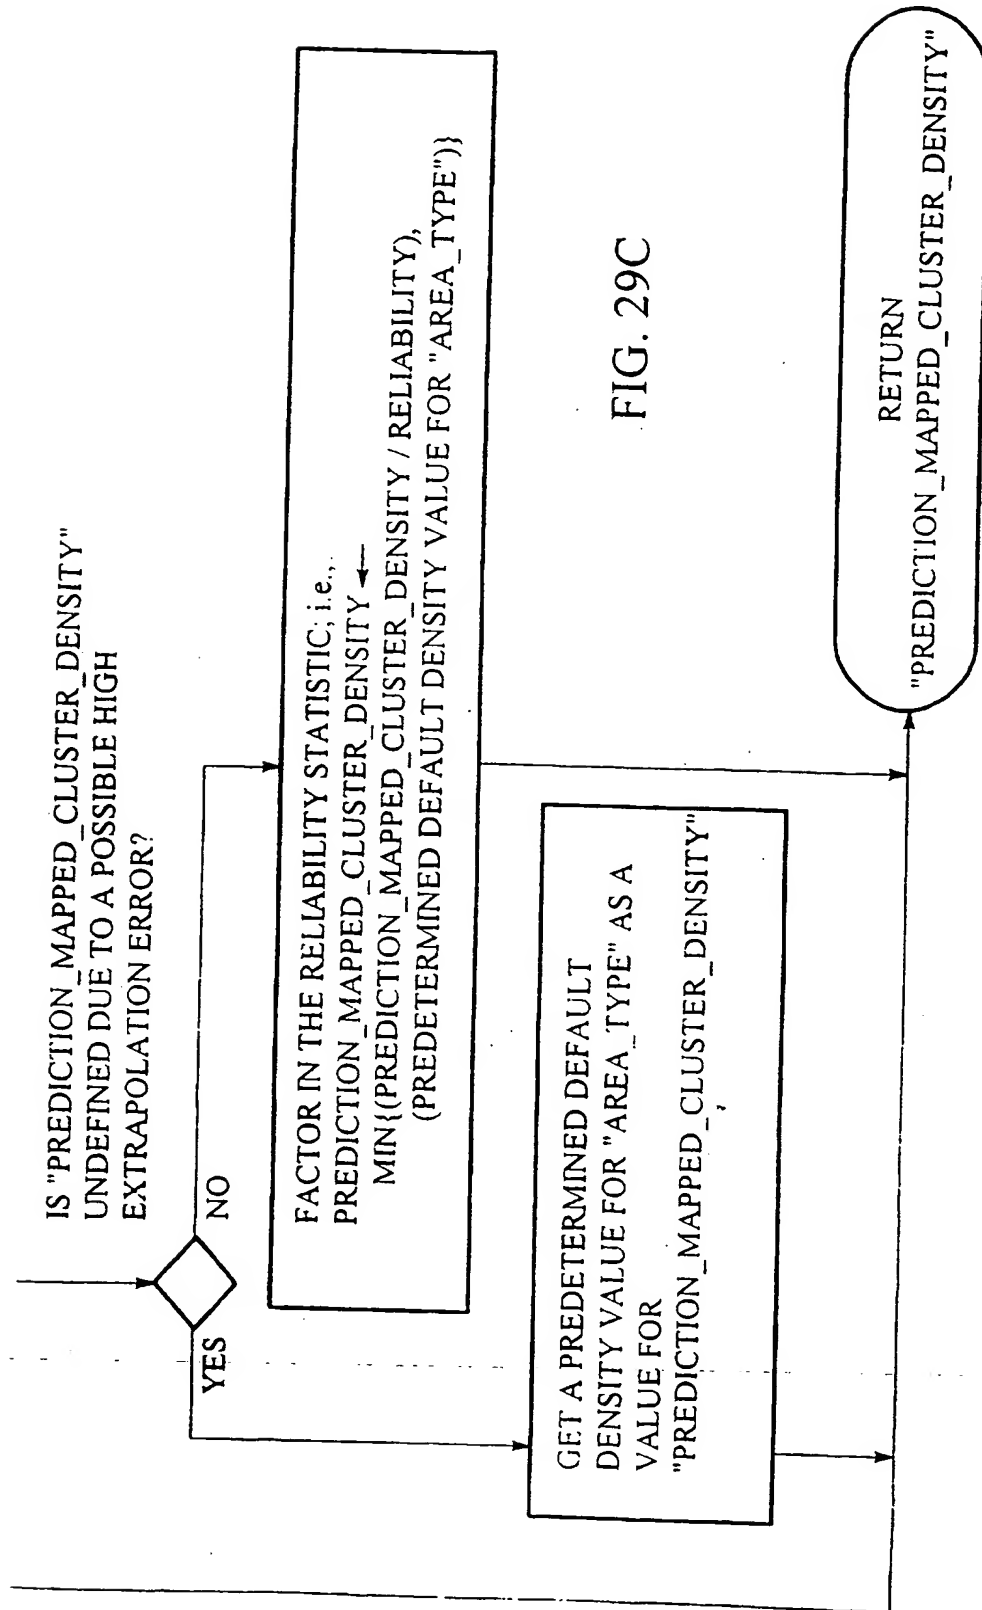 IS "PREDICTION_MAPPED_CLUSTER_DENSITY"
UNDEFINED DUE TO A POSSIBLE HIGH
EXTRAPOLATION ERROR?
YES
NO
FACTOR IN THE RELIABILITY STATISTIC; i.e.,
PREDICTION_MAPPED_CLUSTER_DENSITY ←
MIN{(PREDICTION_MAPPED_CLUSTER_DENSITY / RELIABILITY),
(PREDETERMINED DEFAULT DENSITY VALUE FOR "AREA_TYPE")}
GET A PREDETERMINED DEFAULT
DENSITY VALUE FOR "AREA_TYPE" AS A
VALUE FOR
"PREDICTION_MAPPED_CLUSTER_DENSITY"
FIG. 29C
RETURN
"PREDICTION_MAPPED_CLUSTER_DENSITY"